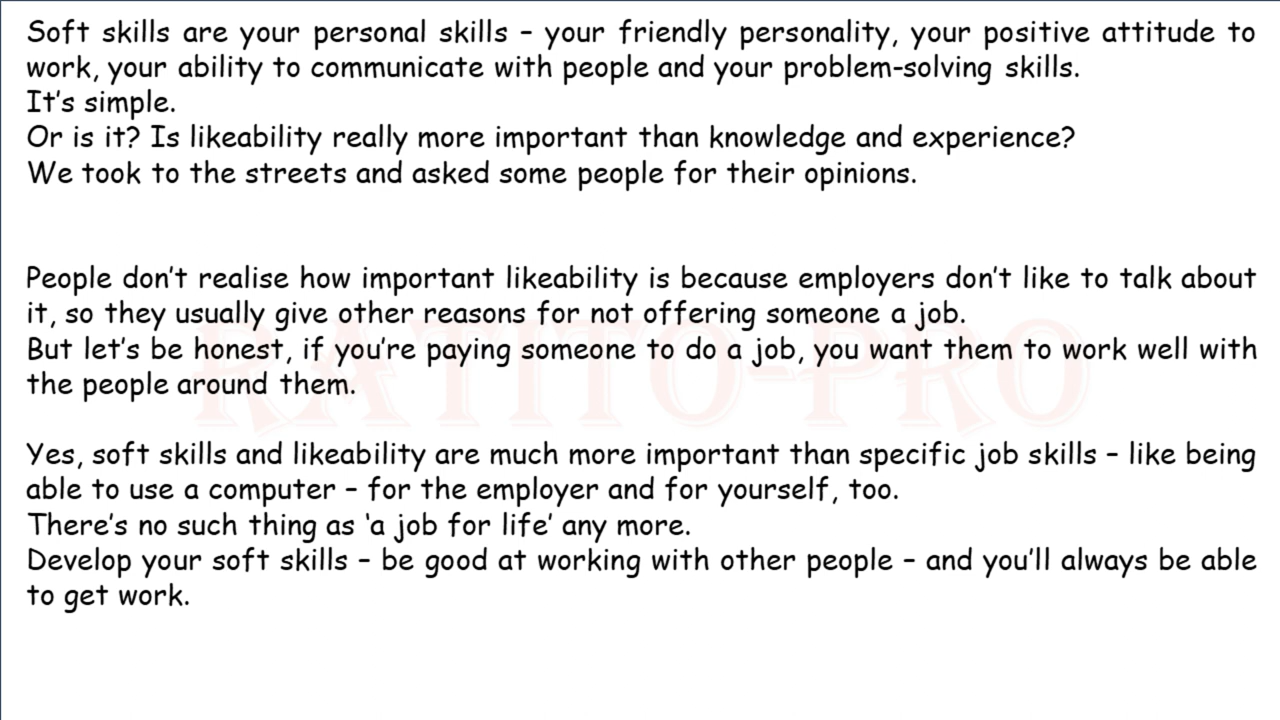 Soft skills are your personal skills – your friendly personality, your positive attitude to
work, your ability to communicate with people and your problem-solving skills.
It's simple.
Or is it? Is likeability really more important than knowledge and experience?
We took to the streets and asked some people for their opinions.
People don't realise how important likeability is because employers don't like to talk about
it, so they usually give other reasons for not offering someone a job.
But let's be honest, if you're paying someone to do a job, you want them to work well with
the people around them.
RATITO-PRO
Yes, soft skills and likeability are much more important than specific job skills – like being
able to use a computer – for the employer and for yourself, too.
There's no such thing as ‘a job for life’ any more.
Develop your soft skills – be good at working with other people – and you'll always be able
to get work.